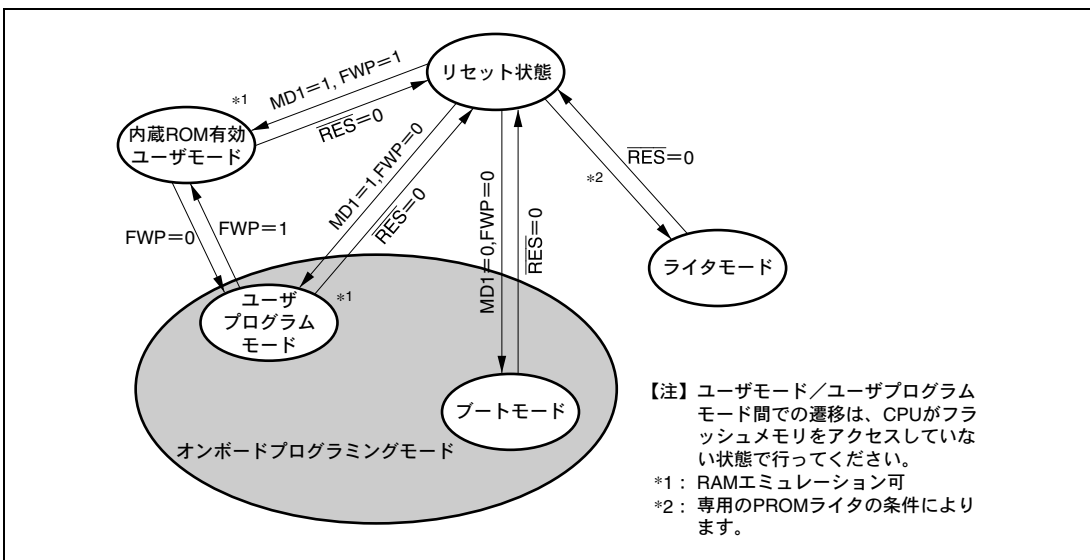 リセット状態
MD1=1, FWP=1
RES=0
*1
内蔵ROM有効
ユーザモード
MD1=1,FWP=0
RES=0
MD1=0,FWP=0
RES=0
*2
RES=0
FWP=0
FWP=1
ライタモード
ユーザ
プログラム
モード
*1
ブートモード
オンボードプログラミングモード
【注】ユーザモード／ユーザプログラム
モード間での遷移は、CPUがフラ
ッシュメモリをアクセスしていな
い状態で行ってください。
*1： RAMエミュレーション可
*2： 専用のPROMライタの条件により
ます。